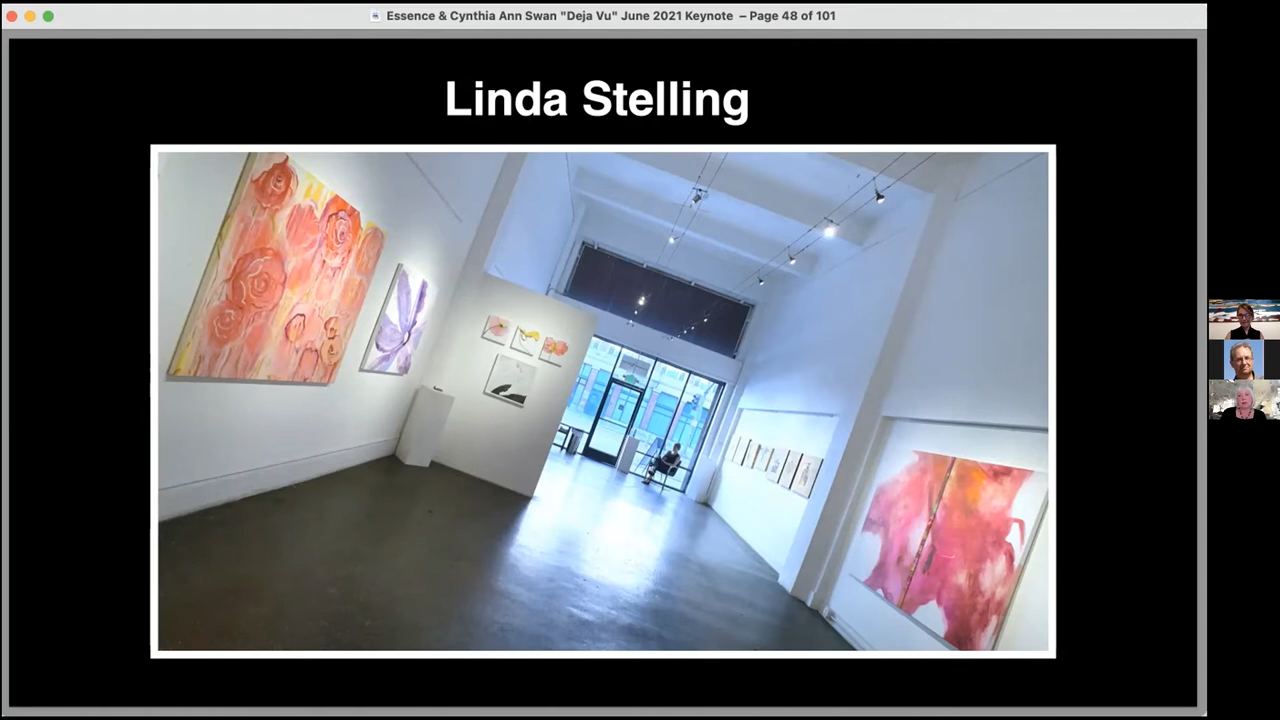 Essence & Cynthia Ann Swan "Deja Vu" June 2021 Keynote – Page 48 of 101
Linda Stelling